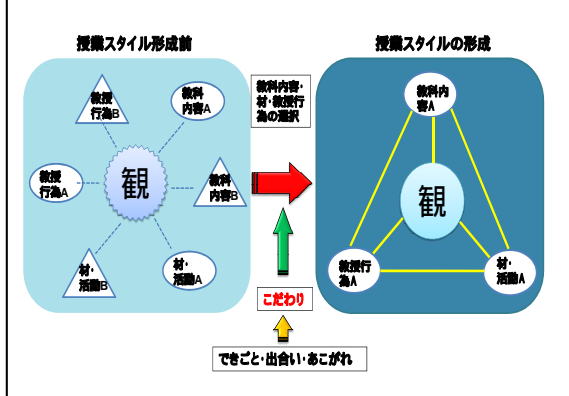 授業スタイル形成前
授業スタイルの形成
教授
行為B
教科
内容A
教科内容・
材・教授行
為の選択
教科内
容A
教授
行為A
観
教科
内容B
観
材・
活動B
材・
活動A
教授行
為A
材・
活動A
こだわり
できごと・出合い・あこがれ